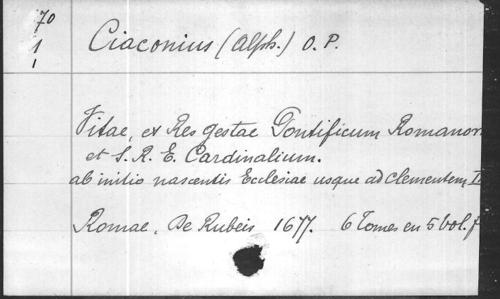 70
1
1
Ciaconius (Alph.) O. P.
Vitae, et Res gestae Pontificum Romanor
et S. R. E. Cardinalium.
ab initio nascentis Ecclesiae usque ad Clementem
Romae, De Rubeis 1677. 6 Tomes en 5 vol. f